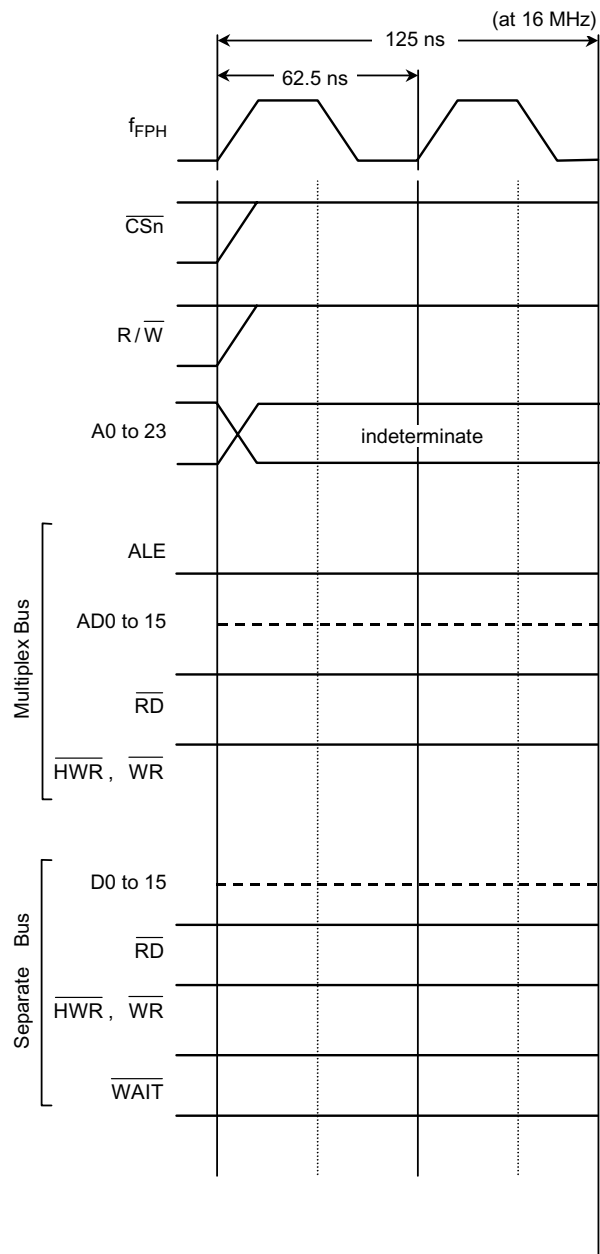 (at 16 MHz)
125 ns
62.5 ns
fFPH
CSn
R / W
A0 to 23
indeterminate
Multiplex Bus
ALE
AD0 to 15
RD
HWR , WR
Separate Bus
D0 to 15
RD
HWR , WR
WAIT